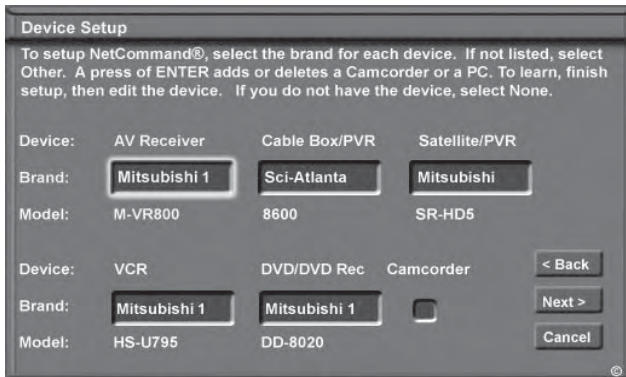 Device Setup
To setup NetCommand®, select the brand for each device. If not listed, select
Other. A press of ENTER adds or deletes a Camcorder or a PC. To learn, finish
setup, then edit the device. If you do not have the device, select None.
Device: AV Receiver Cable Box/PVR Satellite/PVR
Brand: Mitsubishi 1 Sci-Atlanta Mitsubishi
Model: M-VR800 8600 SR-HD5
Device: VCR DVD/DVD Rec Camcorder < Back
Brand: Mitsubishi 1 Mitsubishi 1 Next >
Model: HS-U795 DD-8020 Cancel
©